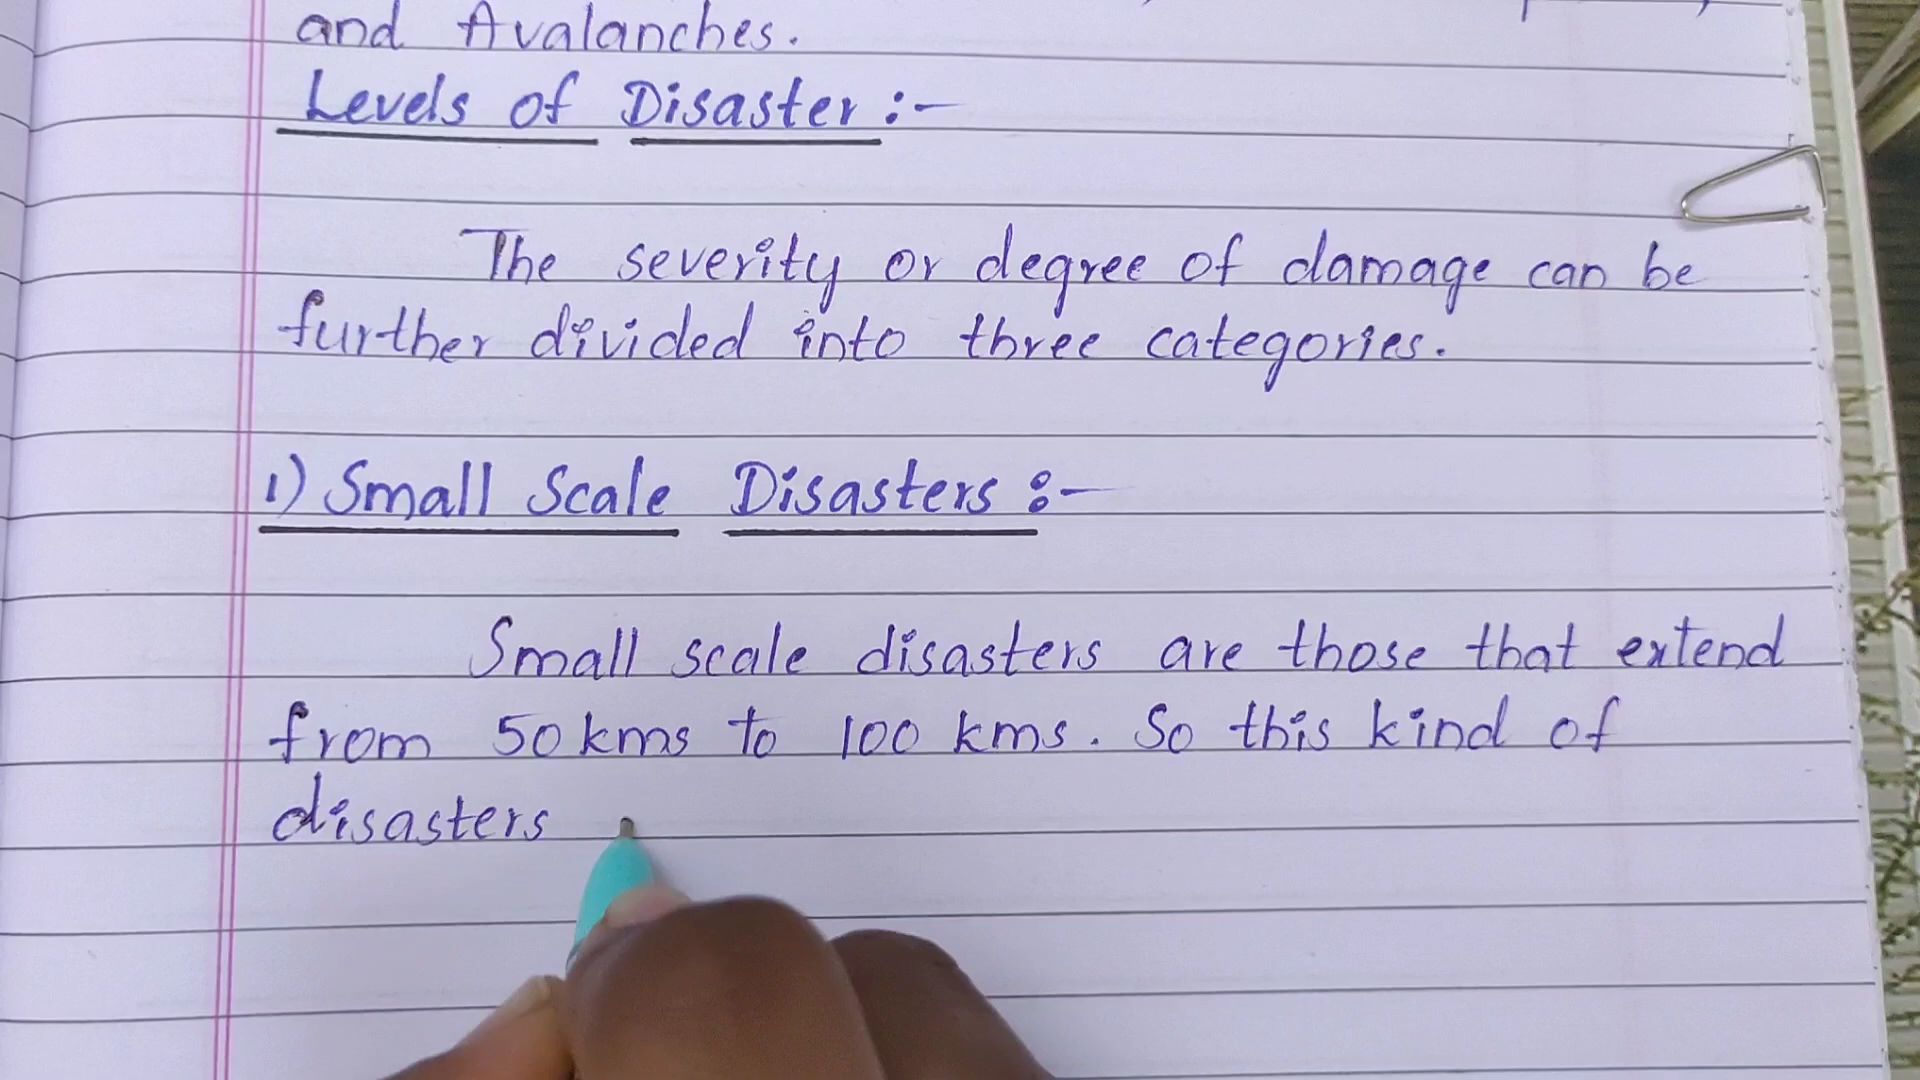 and Avalanches.
Levels of Disaster :-
The severity or degree of damage can be
further divided into three categories.
1) Small Scale Disasters :-
Small scale disasters are those that extend
from 50 kms to 100 kms. So this kind of
disasters